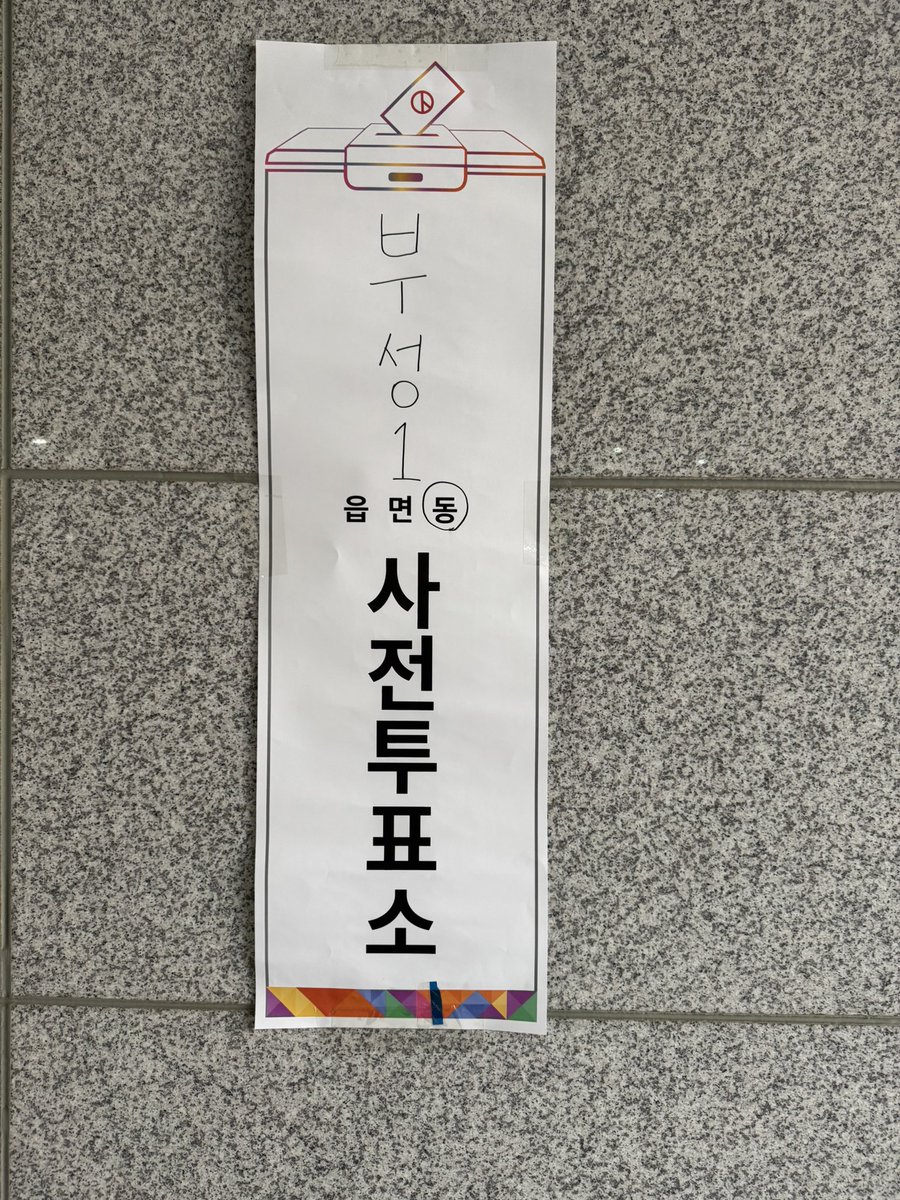 부성1
읍 면 동
사전투표소